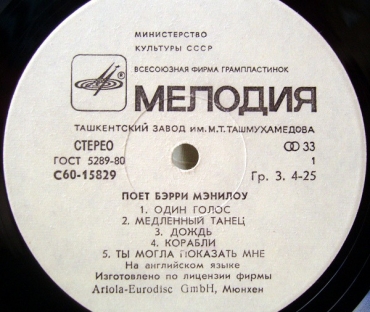 МИНИСТЕРСТВО
КУЛЬТУРЫ СССР
ВСЕСОЮЗНАЯ ФИРМА ГРАМПЛАСТИНОК
МЕЛОДИЯ
ТАШКЕНТСКИЙ ЗАВОД ИМ. М.Т. ТАШМУХАМЕДОВА
СТЕРЕО 33
ГОСТ 5289-80 1
С60-15829 Гр. 3. 4-25
ПОЕТ БЭРРИ МЭНИЛОУ
1. ОДИН ГОЛОС
2. МЕДЛЕННЫЙ ТАНЕЦ
3. ДОЖДЬ
4. КОРАБЛИ
5. ТЫ МОГЛА ПОКАЗАТЬ МНЕ
На английском языке
Изготовлено по лицензии фирмы
Ariola-Eurodisc GmbH, Мюнхен